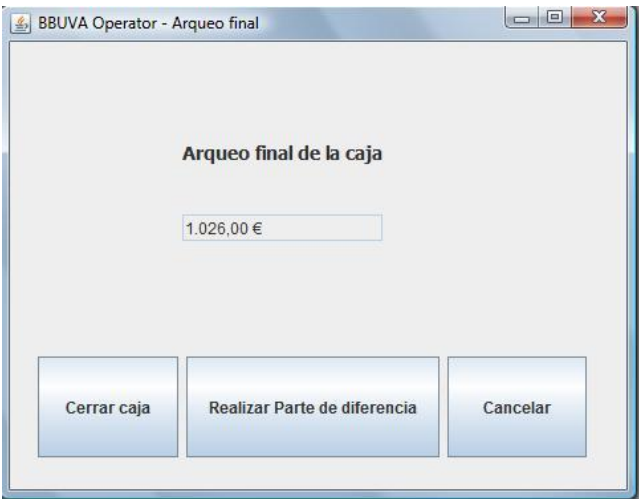 BBUVA Operator - Arqueo final
Arqueo final de la caja
1.026,00 €
Cerrar caja
Realizar Parte de diferencia
Cancelar